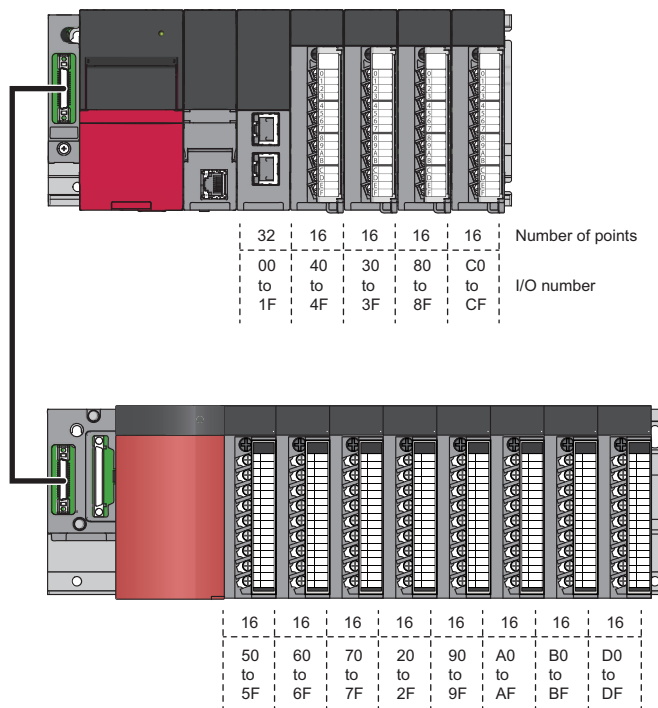 32 16 16 16 16 Number of points
00 40 30 80 C0
to to to to to I/O number
1F 4F 3F 8F CF
16 16 16 16 16 16 16 16
50 60 70 20 90 A0 B0 D0
to to to to to to to to
5F 6F 7F 2F 9F AF BF DF